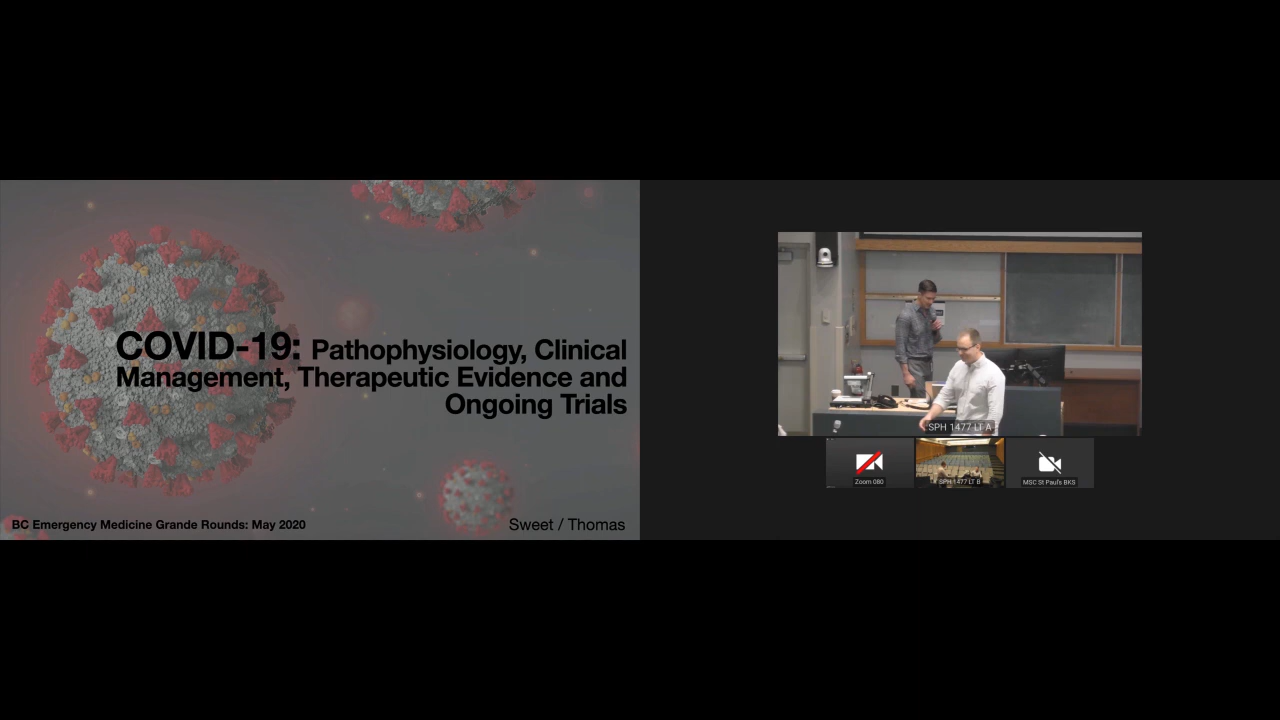 COVID-19: Pathophysiology, Clinical
Management, Therapeutic Evidence and
Ongoing Trials
BC Emergency Medicine Grande Rounds: May 2020
Sweet / Thomas
SPH 1477 LT A
Zoom 080
SPH 1477 LT B
MSC St Paul's BKS